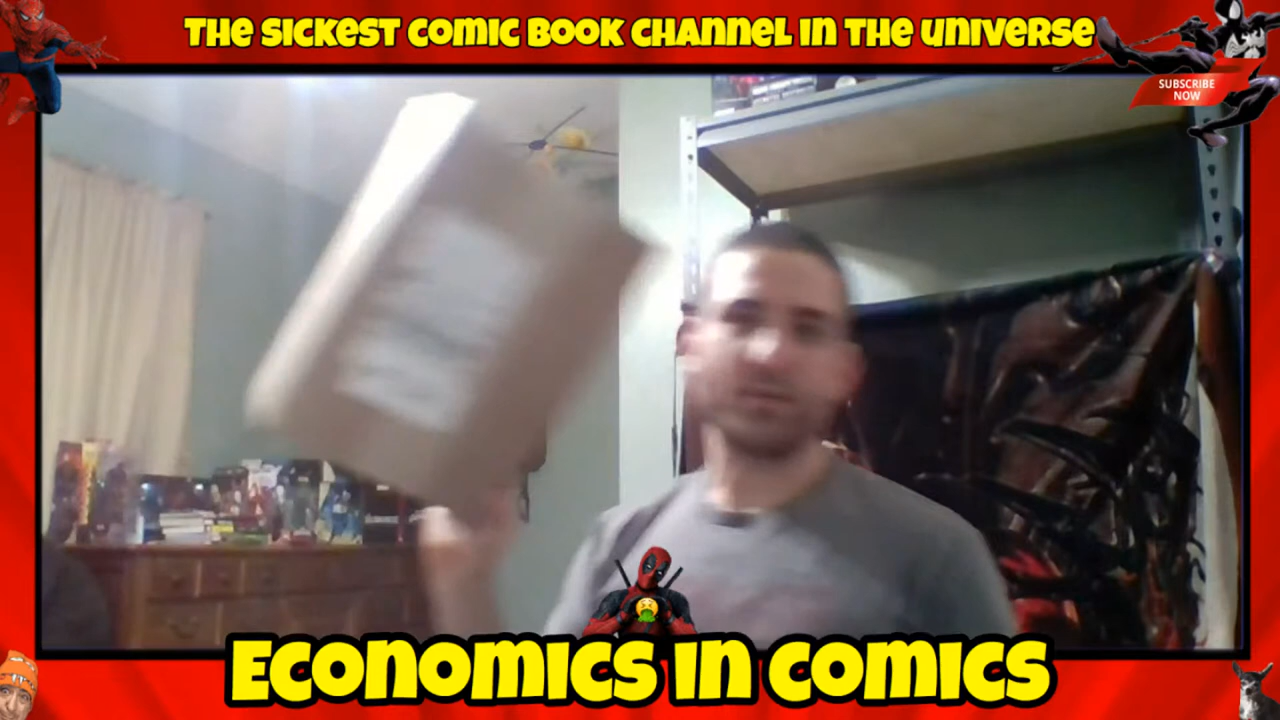 THE SICKEST COMIC BOOK CHANNEL IN THE UNIVERSE
SUBSCRIBE
NOW
ECONOMICS IN COMICS